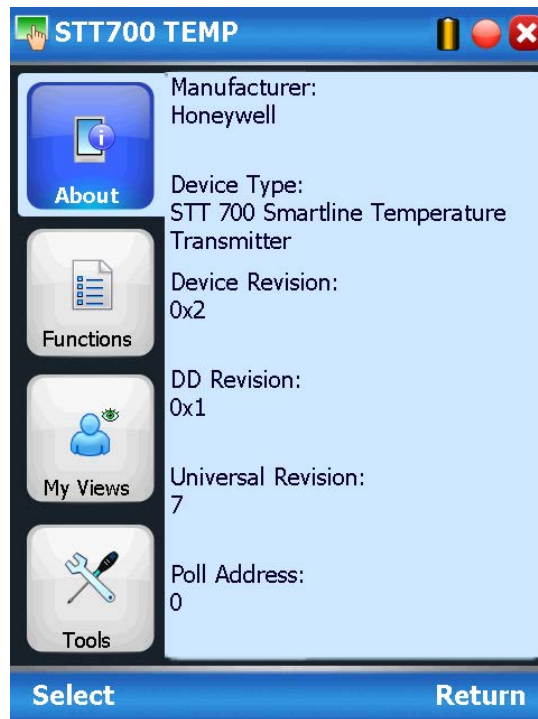 STT700 TEMP
About
Functions
My Views
Tools
Manufacturer:
Honeywell
Device Type:
STT 700 Smartline Temperature
Transmitter
Device Revision:
0x2
DD Revision:
0x1
Universal Revision:
7
Poll Address:
0
Select
Return